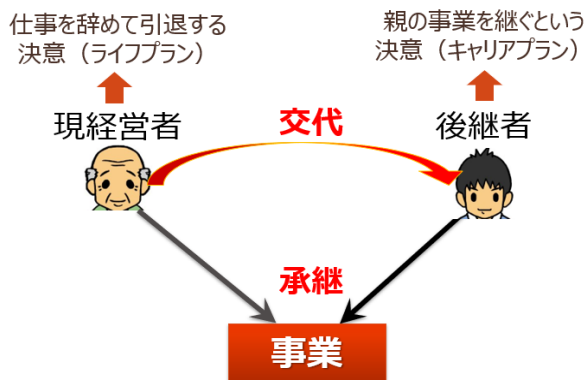 仕事を辞めて引退する
決意（ライフプラン）
親の事業を継ぐという
決意（キャリアプラン）
現経営者
交代
後継者
承継
事業